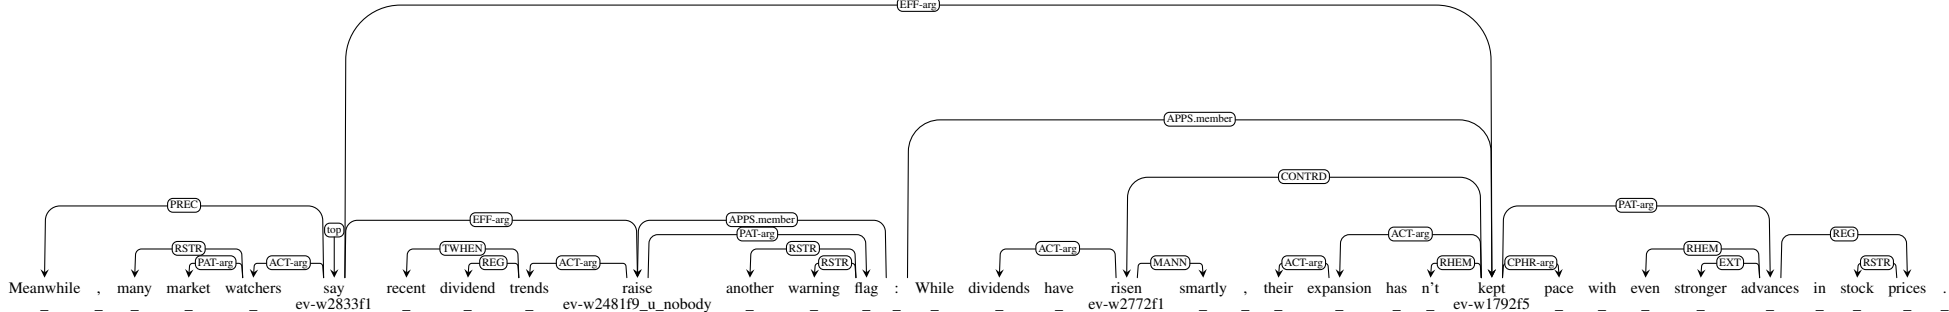 EFF-arg
APPS.member
CONTRD
PREC PAT-arg
EFF-arg APPS.member
top PAT-arg ACT-arg REG
RSTR TWHEN RSTR ACT-arg RHEM
PAT-arg ACT-arg REG ACT-arg RSTR MANN ACT-arg RHEM CPHR-arg EXT RSTR
Meanwhile , many market watchers say recent dividend trends raise another warning flag : While dividends have risen smartly , their expansion has n't kept pace with even stronger advances in stock prices .
_ _ _ _ _ ev-w2833f1 _ _ _ ev-w2481f9_u_nobody _ _ _ _ _ _ _ ev-w2772f1 _ _ _ _ _ _ ev-w1792f5 _ _ _ _ _ _ _ _ _